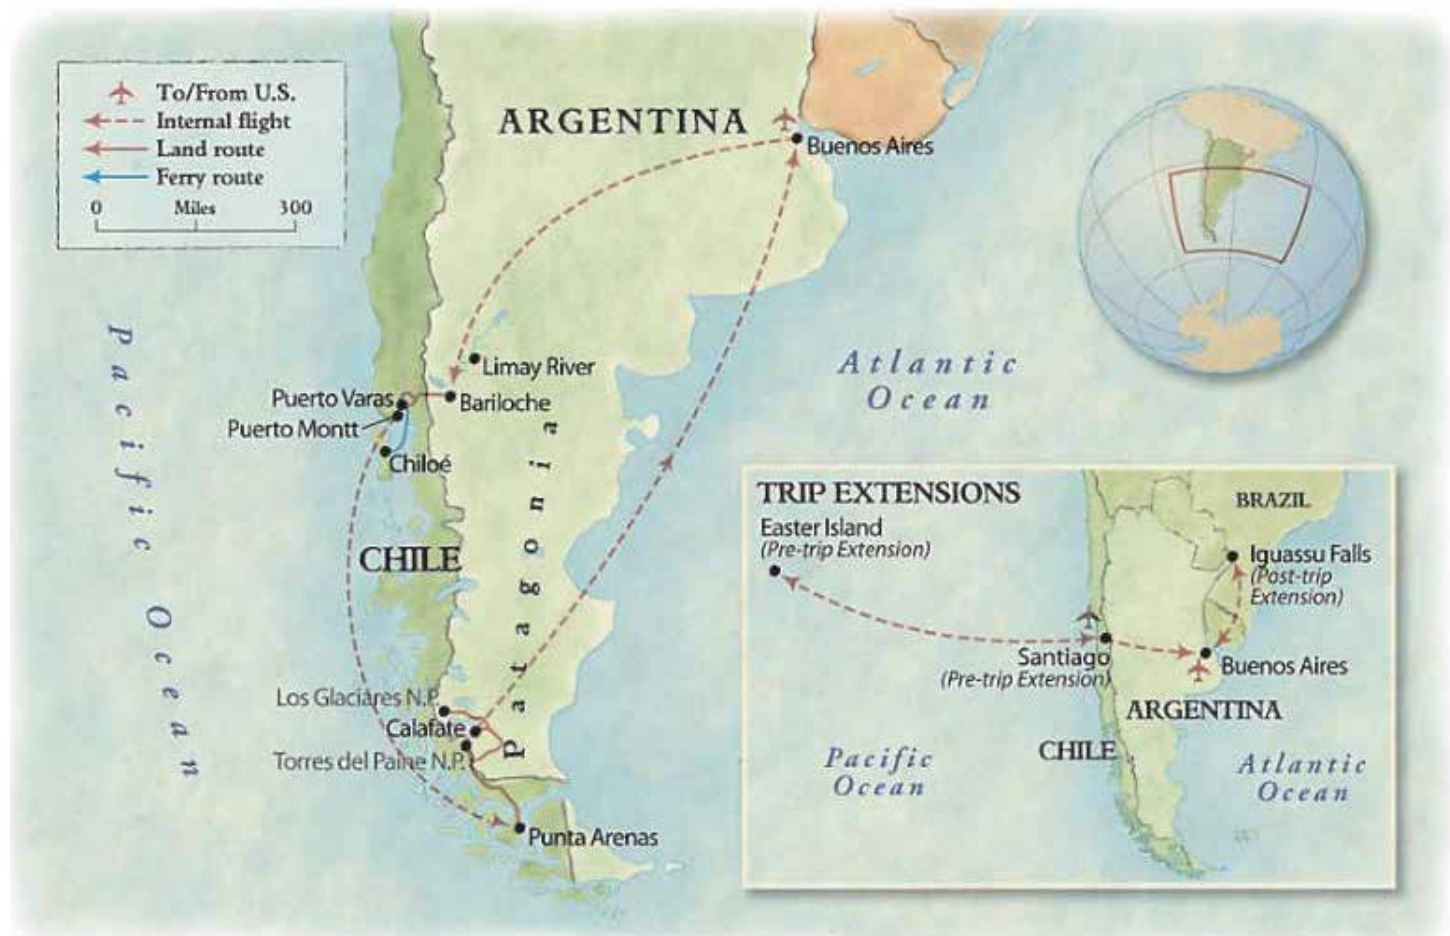 To/From U.S.
Internal flight
Land route
Ferry route
0 Miles 300
ARGENTINA
Buenos Aires
Limay River
Bariloche
Puerto Varas
Puerto Montt
Chiloé
Pacific Ocean
Atlantic
Ocean
Patagonia
CHILE
Los Glaciares N.P.
Calafate
Torres del Paine N.P.
Punta Arenas
TRIP EXTENSIONS
Easter Island
(Pre-trip Extension)
BRAZIL
Iguassu Falls
(Post-trip
Extension)
Santiago
(Pre-trip Extension)
Buenos Aires
ARGENTINA
CHILE
Pacific
Ocean
Atlantic
Ocean